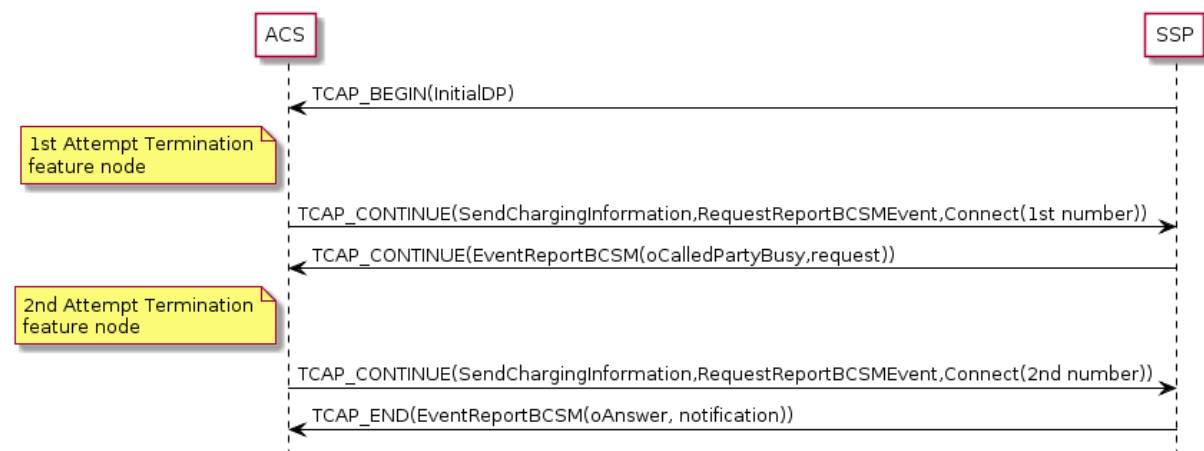 ACS
SSP
TCAP_BEGIN(InitialDP)
1st Attempt Termination
feature node
TCAP_CONTINUE(SendChargingInformation,RequestReportBCSMEvent,Connect(1st number))
TCAP_CONTINUE(EventReportBCSM(oCalledPartyBusy,request))
2nd Attempt Termination
feature node
TCAP_CONTINUE(SendChargingInformation,RequestReportBCSMEvent,Connect(2nd number))
TCAP_END(EventReportBCSM(oAnswer, notification))